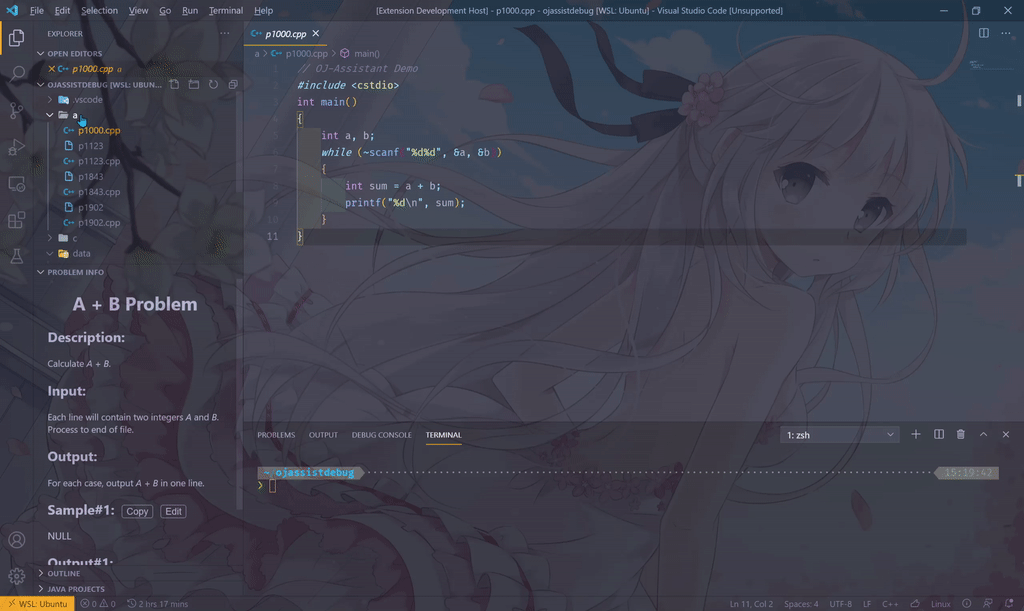 File Edit Selection View Go Run Terminal Help [Extension Development Host] - p1000.cpp - ojassistdebug [WSL: Ubuntu] - Visual Studio Code [Unsupported]
EXPLORER
OPEN EDITORS
p1000.cpp a
OJASSISTDEBUG [WSL: UBUN...
.vscode
a
p1000.cpp
p1123
p1123.cpp
p1843
p1843.cpp
p1902
p1902.cpp
c
data
PROBLEM INFO
A + B Problem
Description:
Calculate A + B.
Input:
Each line will contain two integers A and B.
Process to end of file.
Output:
For each case, output A + B in one line.
Sample#1: Copy Edit
NULL
Output#1:
OUTLINE
JAVA PROJECTS
p1000.cpp
a > p1000.cpp > main()
// OJ-Assistant Demo
#include <cstdio>
int main()
{
int a, b;
while (~scanf("%d%d", &a, &b))
{
int sum = a + b;
printf("%d\n", sum);
}
11 }
PROBLEMS OUTPUT DEBUG CONSOLE TERMINAL 1: zsh
~ ojassistdebug 15:19:42
❯
WSL: Ubuntu 0 0 2 hrs 17 mins Ln 11, Col 2 Spaces: 4 UTF-8 LF C++ Linux